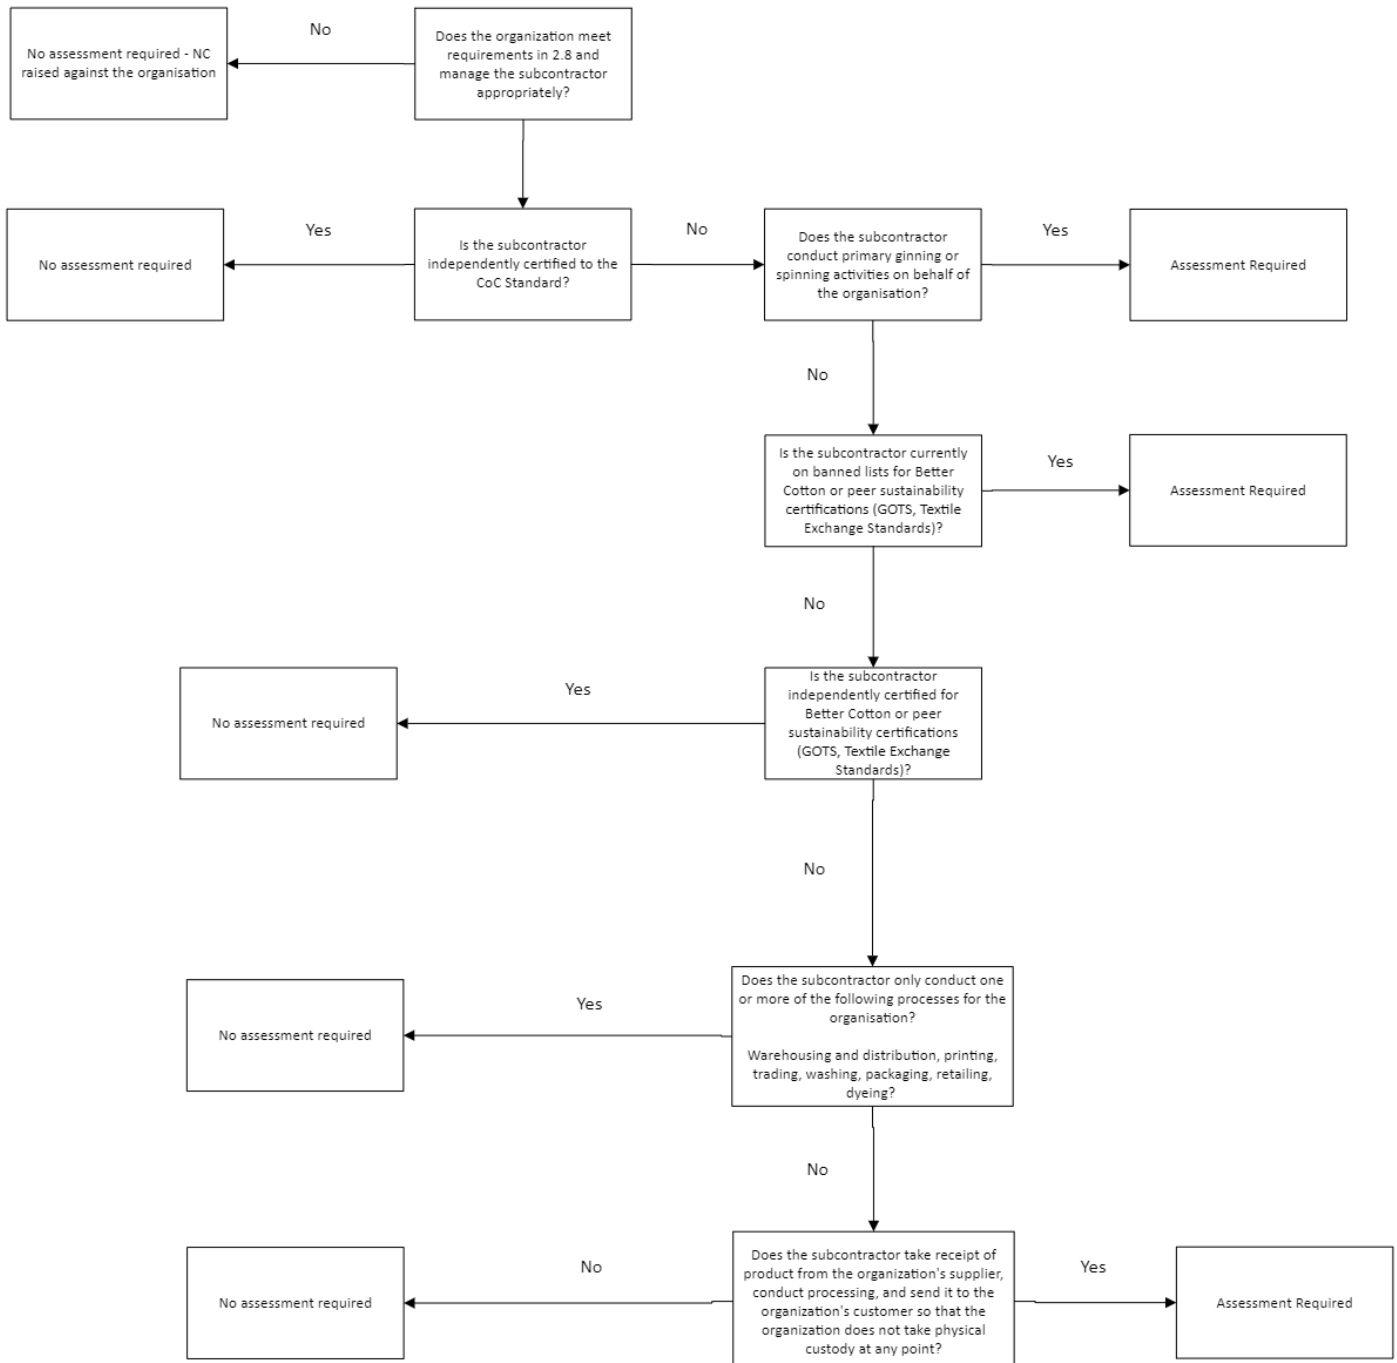 No assessment required - NC
raised against the organisation
No
Does the organization meet
requirements in 2.8 and
manage the subcontractor
appropriately?
No assessment required
Yes
Is the subcontractor
independently certified to the
CoC Standard?
No
Does the subcontractor
conduct primary ginning or
spinning activities on behalf of
the organisation?
Yes
Assessment Required
No
Is the subcontractor currently
on banned lists for Better
Cotton or peer sustainability
certifications (GOTS, Textile
Exchange Standards)?
Yes
Assessment Required
No
No assessment required
Yes
Is the subcontractor
independently certified for
Better Cotton or peer
sustainability certifications
(GOTS, Textile Exchange
Standards)?
No
No assessment required
Yes
Does the subcontractor only conduct one
or more of the following processes for the
organisation?
Warehousing and distribution, printing,
trading, washing, packaging, retailing,
dyeing?
No
No assessment required
No
Does the subcontractor take receipt of
product from the organization's supplier,
conduct processing, and send it to the
organization's customer so that the
organization does not take physical
custody at any point?
Yes
Assessment Required